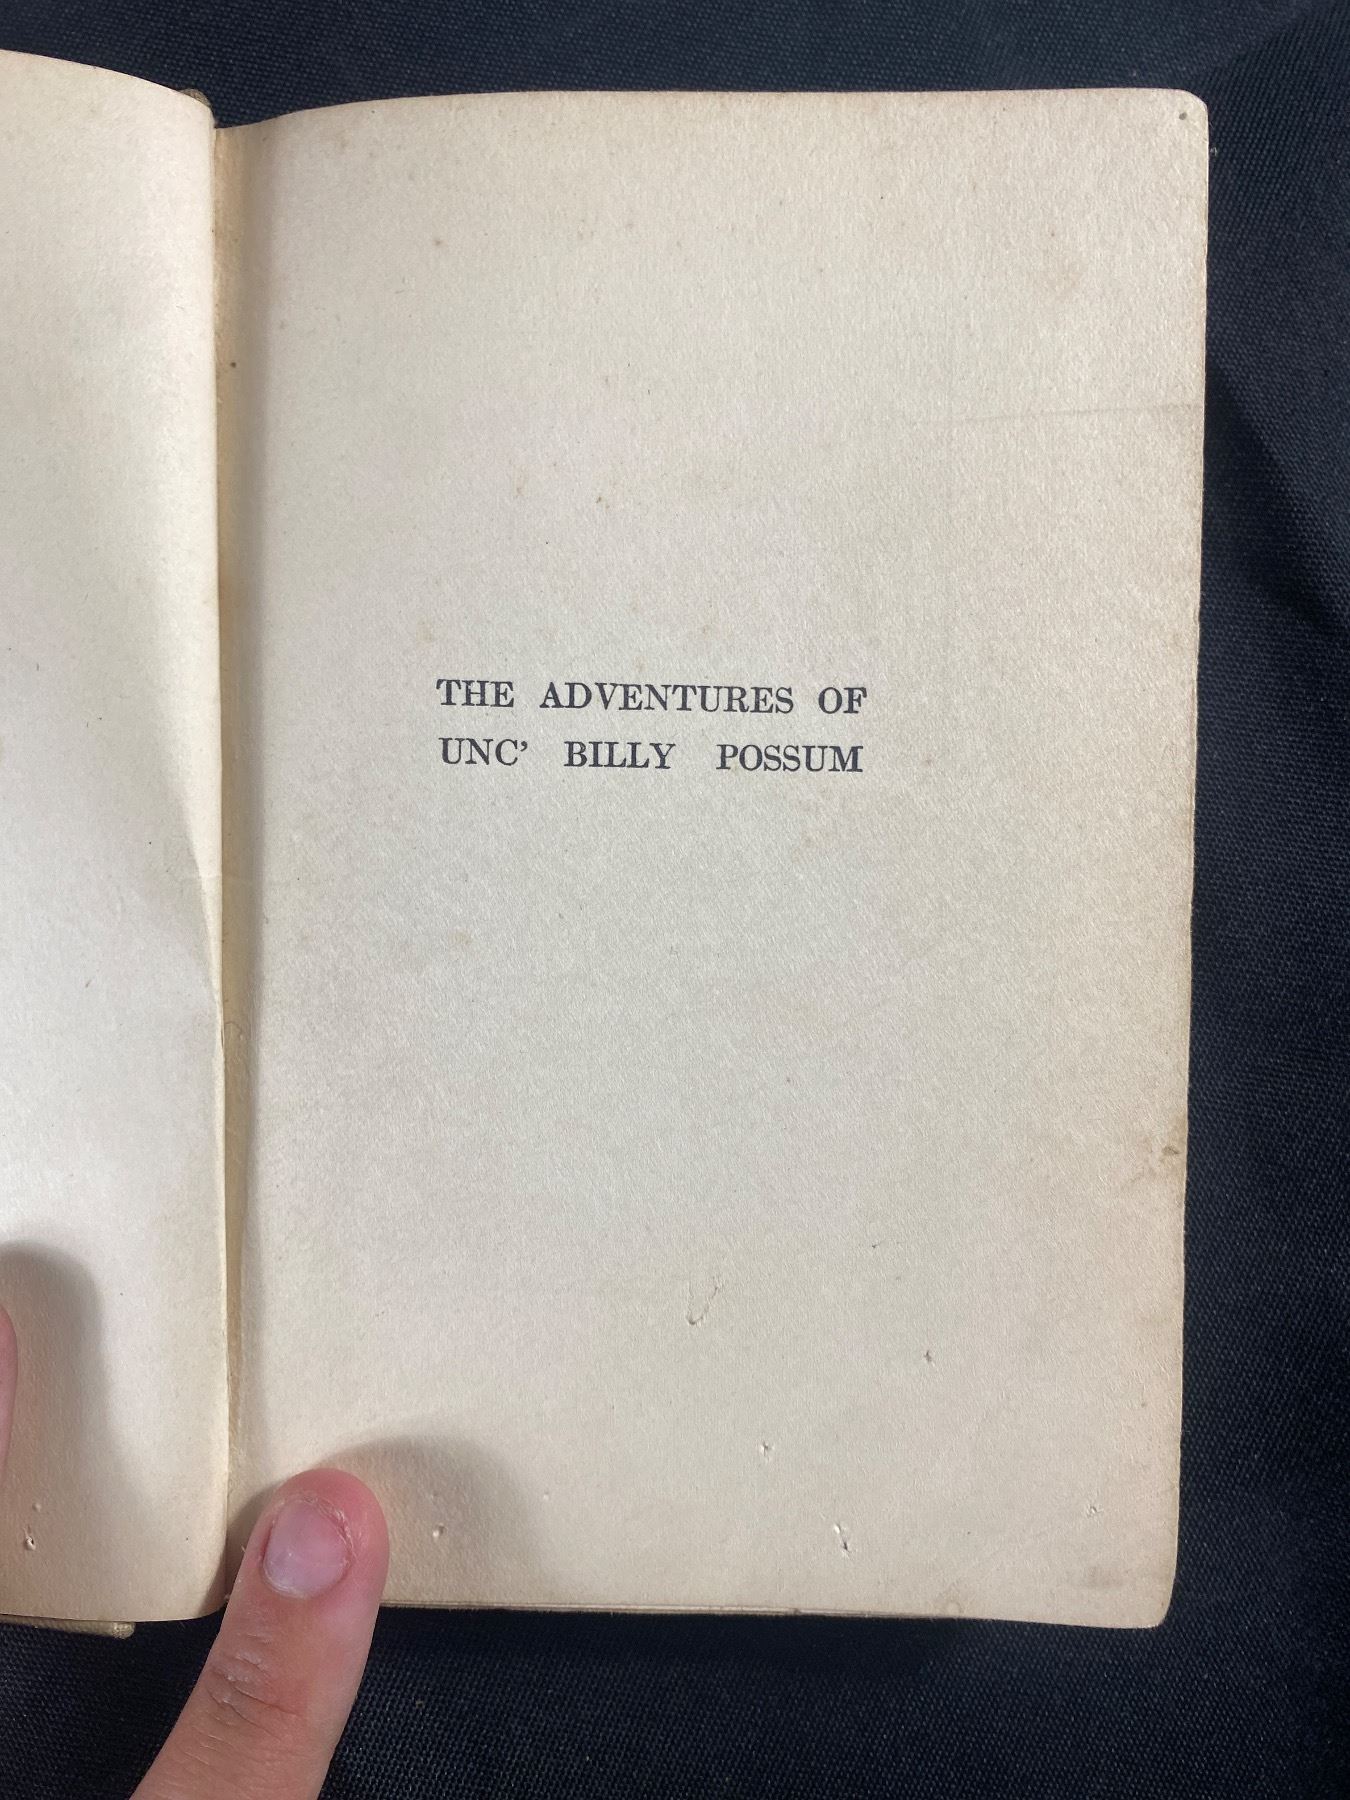 THE ADVENTURES OF
UNC’ BILLY POSSUM